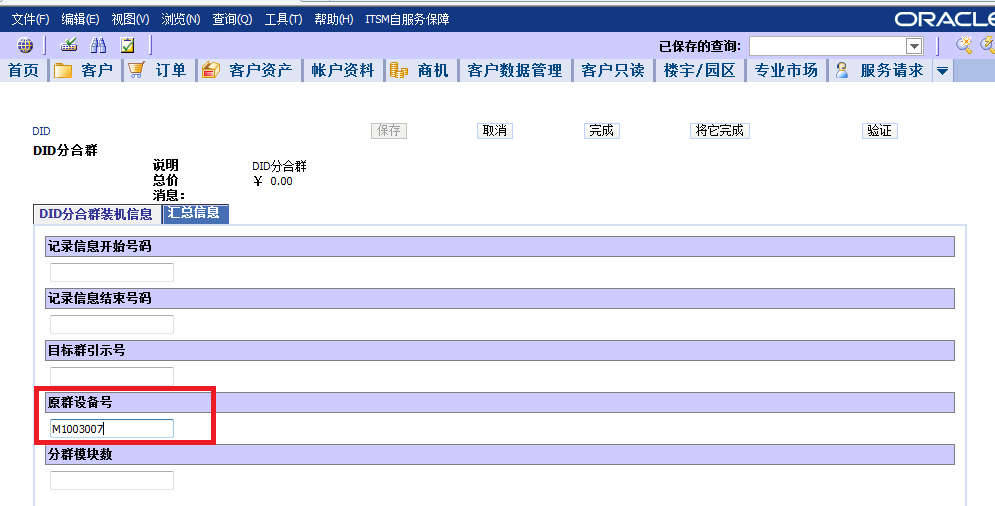 文件(F) 编辑(E) 视图(V) 浏览(N) 查询(Q) 工具(T) 帮助(H) ITSM自服务保障 ORACLE
已保存的查询:
首页 客户 订单 客户资产 帐户资料 商机 客户数据管理 客户只读 楼宇/园区 专业市场 服务请求
DID 保存 取消 完成 将它完成 验证
DID分合群
说明 DID分合群
总价 ￥ 0.00
消息:
DID分合群装机信息 汇总信息
记录信息开始号码
记录信息结束号码
目标群引示号
原群设备号
M1003007
分群模块数